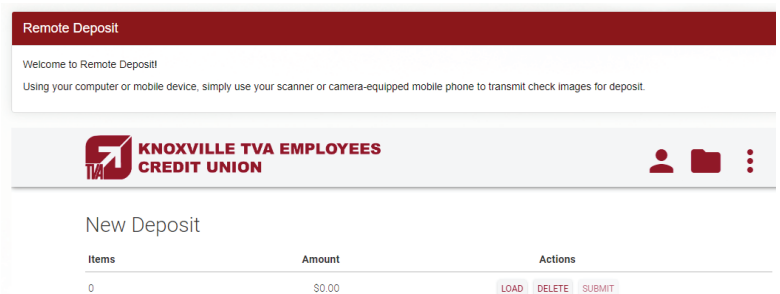 Remote Deposit
Welcome to Remote Deposit!
Using your computer or mobile device, simply use your scanner or camera-equipped mobile phone to transmit check images for deposit.
TVA KNOXVILLE TVA EMPLOYEES
CREDIT UNION
New Deposit
Items Amount Actions
0 $0.00 LOAD DELETE SUBMIT